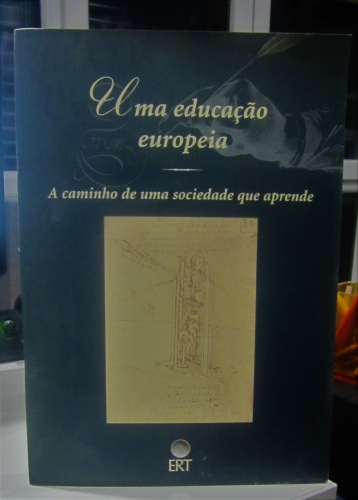 Uma educação
europeia
A caminho de uma sociedade que aprende
ERT